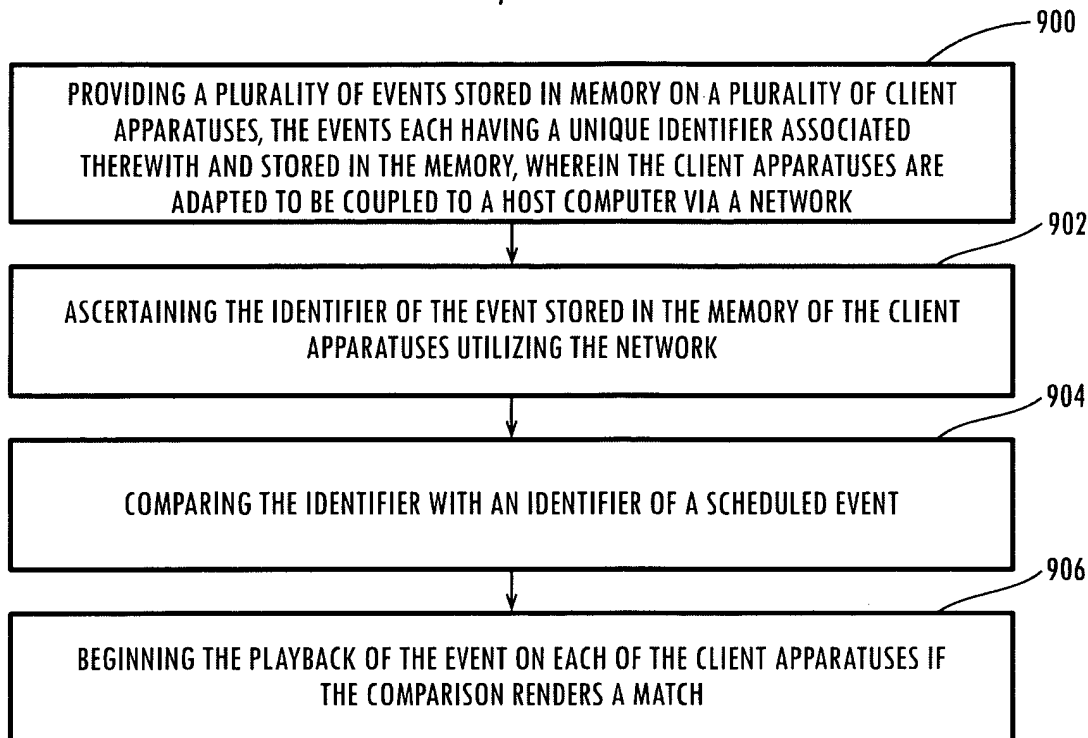 900
PROVIDING A PLURALITY OF EVENTS STORED IN MEMORY ON A PLURALITY OF CLIENT
APPARATUSES, THE EVENTS EACH HAVING A UNIQUE IDENTIFIER ASSOCIATED
THEREWITH AND STORED IN THE MEMORY, WHEREIN THE CLIENT APPARATUSES ARE
ADAPTED TO BE COUPLED TO A HOST COMPUTER VIA A NETWORK
902
ASCERTAINING THE IDENTIFIER OF THE EVENT STORED IN THE MEMORY OF THE CLIENT
APPARATUSES UTILIZING THE NETWORK
904
COMPARING THE IDENTIFIER WITH AN IDENTIFIER OF A SCHEDULED EVENT
906
BEGINNING THE PLAYBACK OF THE EVENT ON EACH OF THE CLIENT APPARATUSES IF
THE COMPARISON RENDERS A MATCH